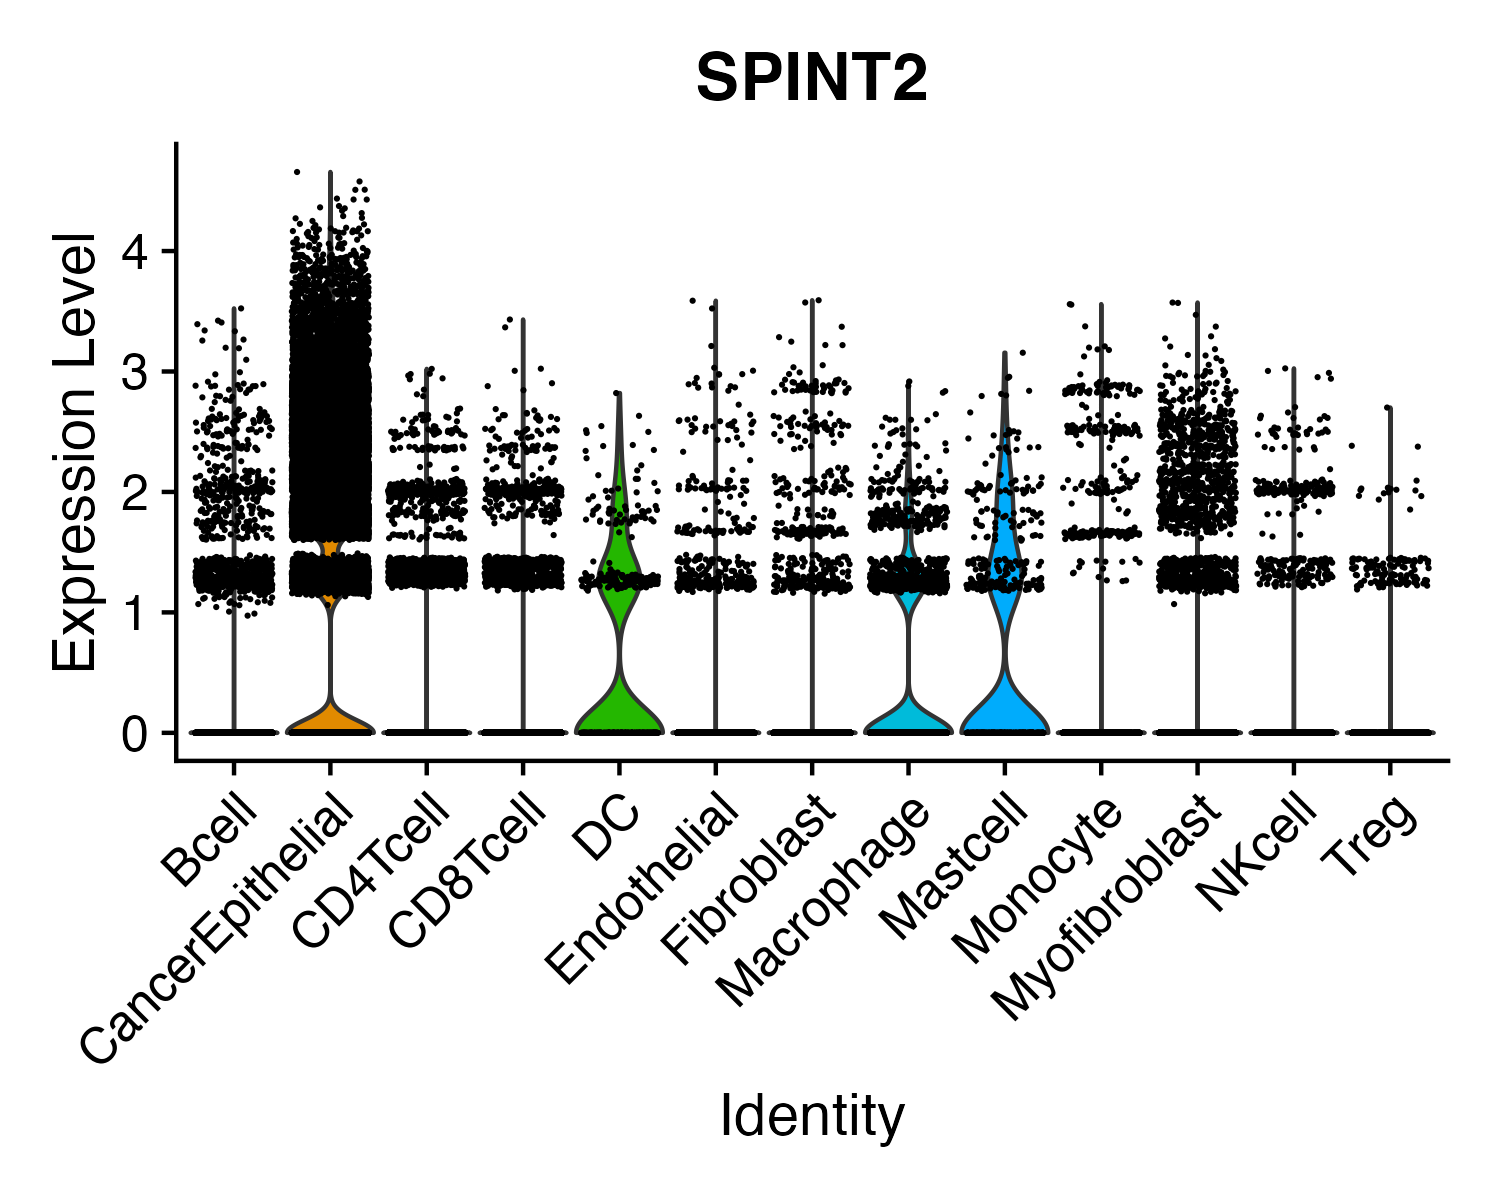 SPINT2
Expression Level
4
3
2
1
0
Bcell
CancerEpithelial
CD4Tcell
CD8Tcell
DC
Endothelial
Fibroblast
Macrophage
Mastcell
Monocyte
Myofibroblast
NKcell
Treg
Identity